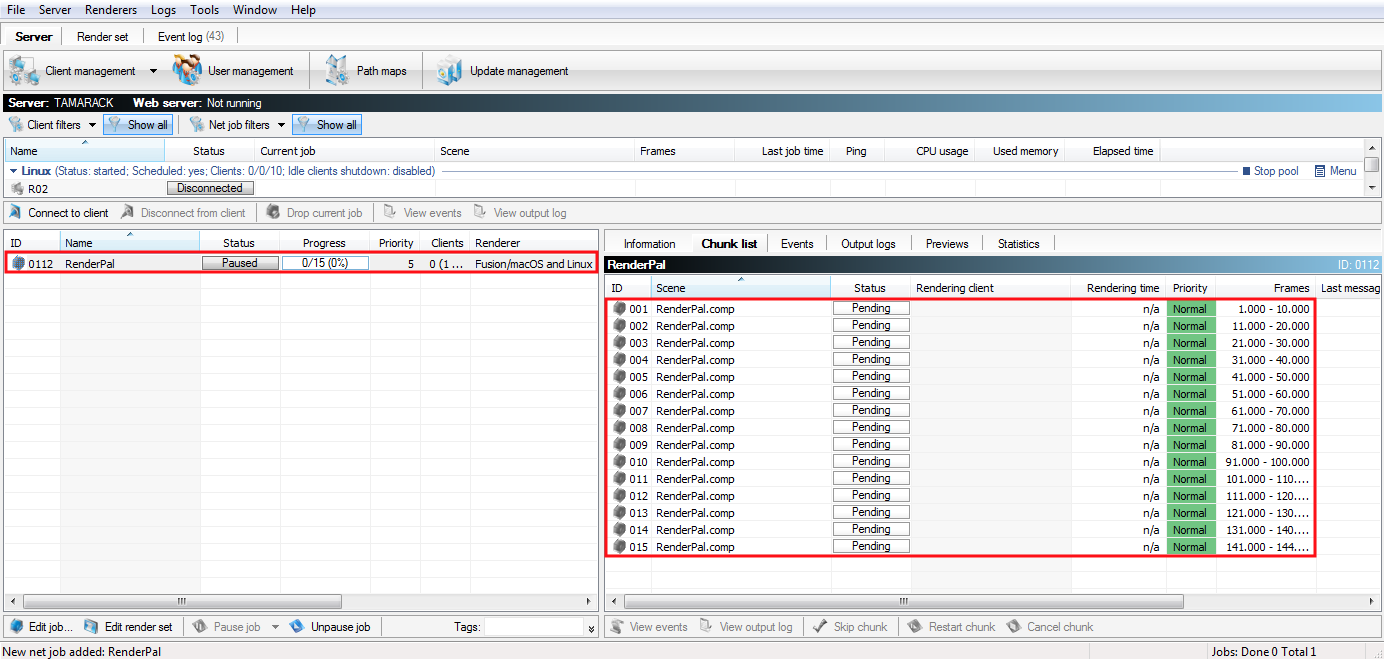 File Server Renderers Logs Tools Window Help
Server Render set Event log (43)
Client management User management Path maps Update management
Server: TAMARACK Web server: Not running
Client filters Show all Net job filters Show all
Name Status Current job Scene Frames Last job time Ping CPU usage Used memory Elapsed time
Linux (Status: started; Scheduled: yes; Clients: 0/0/10; Idle clients shutdown: disabled) Stop pool Menu
R02 Disconnected
Connect to client Disconnect from client Drop current job View events View output log
ID Name Status Progress Priority Clients Renderer
0112 RenderPal Paused 0/15 (0%) 5 0 (1 ... Fusion/macOS and Linux
Information Chunk list Events Output logs Previews Statistics
RenderPal ID: 0112
ID Scene Status Rendering client Rendering time Priority Frames Last messag
001 RenderPal.comp Pending n/a Normal 1.000 - 10.000
002 RenderPal.comp Pending n/a Normal 11.000 - 20.000
003 RenderPal.comp Pending n/a Normal 21.000 - 30.000
004 RenderPal.comp Pending n/a Normal 31.000 - 40.000
005 RenderPal.comp Pending n/a Normal 41.000 - 50.000
006 RenderPal.comp Pending n/a Normal 51.000 - 60.000
007 RenderPal.comp Pending n/a Normal 61.000 - 70.000
008 RenderPal.comp Pending n/a Normal 71.000 - 80.000
009 RenderPal.comp Pending n/a Normal 81.000 - 90.000
010 RenderPal.comp Pending n/a Normal 91.000 - 100.000
011 RenderPal.comp Pending n/a Normal 101.000 - 110....
012 RenderPal.comp Pending n/a Normal 111.000 - 120....
013 RenderPal.comp Pending n/a Normal 121.000 - 130....
014 RenderPal.comp Pending n/a Normal 131.000 - 140....
015 RenderPal.comp Pending n/a Normal 141.000 - 144....
Edit job... Edit render set Pause job Unpause job Tags:
View events View output log Skip chunk Restart chunk Cancel chunk
New net job added: RenderPal Jobs: Done 0 Total 1